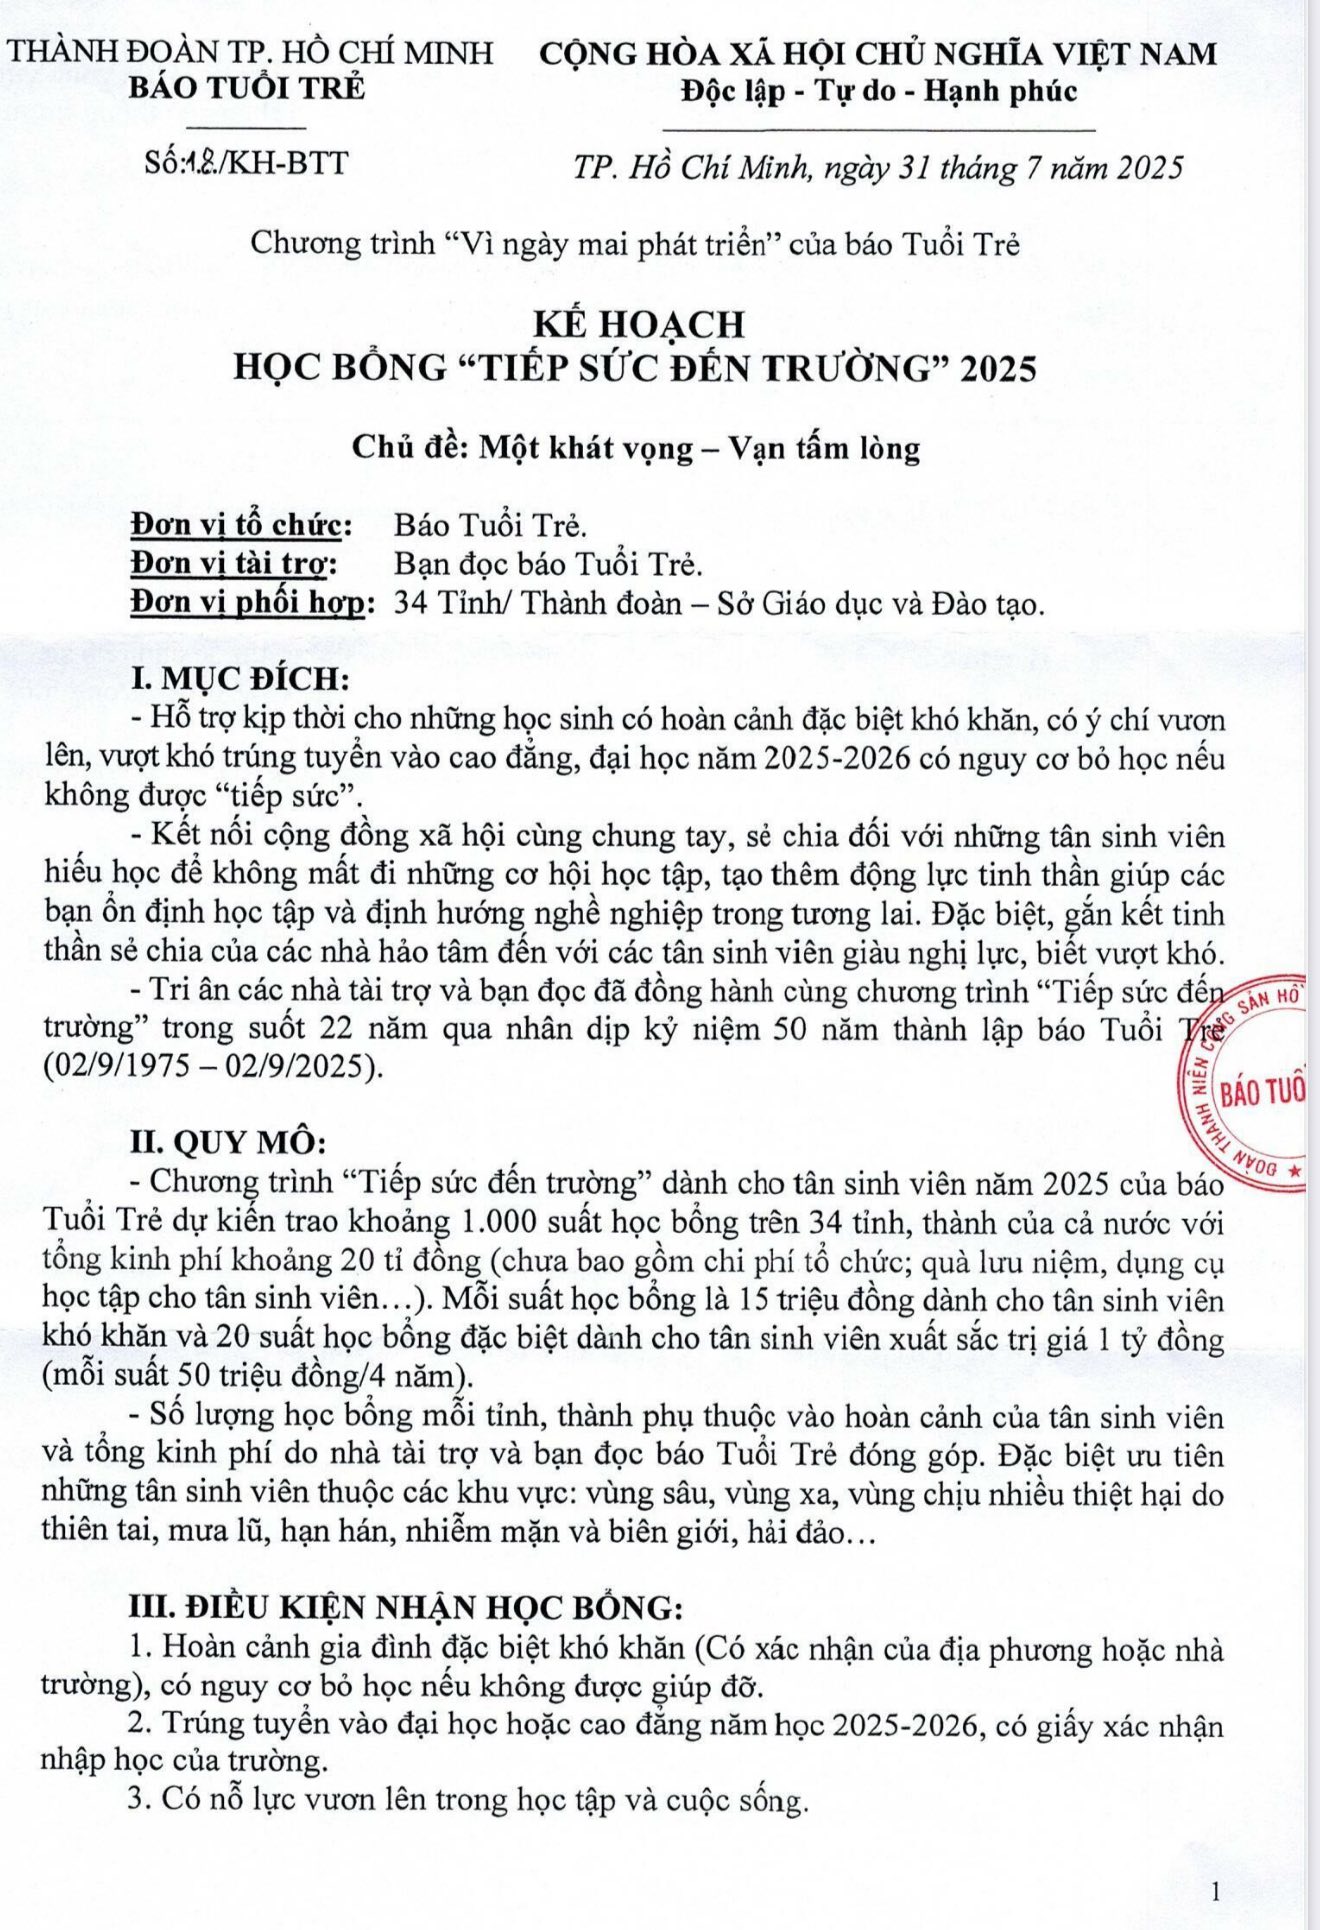 THÀNH ĐOÀN TP. HỒ CHÍ MINH
BÁO TUỔI TRẺ
CỘNG HÒA XÃ HỘI CHỦ NGHĨA VIỆT NAM
Độc lập - Tự do - Hạnh phúc
Số:18./KH-BTT
TP. Hồ Chí Minh, ngày 31 tháng 7 năm 2025
Chương trình “Vì ngày mai phát triển” của báo Tuổi Trẻ
KẾ HOẠCH
HỌC BỔNG “TIẾP SỨC ĐẾN TRƯỜNG” 2025
Chủ đề: Một khát vọng – Vạn tấm lòng
Đơn vị tổ chức: Báo Tuổi Trẻ.
Đơn vị tài trợ: Bạn đọc báo Tuổi Trẻ.
Đơn vị phối hợp: 34 Tỉnh/ Thành đoàn – Sở Giáo dục và Đào tạo.
I. MỤC ĐÍCH:
- Hỗ trợ kịp thời cho những học sinh có hoàn cảnh đặc biệt khó khăn, có ý chí vươn
lên, vượt khó trúng tuyển vào cao đẳng, đại học năm 2025-2026 có nguy cơ bỏ học nếu
không được “tiếp sức”.
- Kết nối cộng đồng xã hội cùng chung tay, sẻ chia đối với những tân sinh viên
hiếu học để không mất đi những cơ hội học tập, tạo thêm động lực tinh thần giúp các
bạn ổn định học tập và định hướng nghề nghiệp trong tương lai. Đặc biệt, gắn kết tinh
thần sẻ chia của các nhà hảo tâm đến với các tân sinh viên giàu nghị lực, biết vượt khó.
- Tri ân các nhà tài trợ và bạn đọc đã đồng hành cùng chương trình “Tiếp sức đến
trường” trong suốt 22 năm qua nhân dịp kỷ niệm 50 năm thành lập báo Tuổi Trẻ
(02/9/1975 – 02/9/2025).
ĐOÀN THANH NIÊN CỘNG SẢN HỒ
BÁO TUỔ
II. QUY MÔ:
- Chương trình “Tiếp sức đến trường” dành cho tân sinh viên năm 2025 của báo
Tuổi Trẻ dự kiến trao khoảng 1.000 suất học bổng trên 34 tỉnh, thành của cả nước với
tổng kinh phí khoảng 20 tỉ đồng (chưa bao gồm chi phí tổ chức; quà lưu niệm, dụng cụ
học tập cho tân sinh viên…). Mỗi suất học bổng là 15 triệu đồng dành cho tân sinh viên
khó khăn và 20 suất học bổng đặc biệt dành cho tân sinh viên xuất sắc trị giá 1 tỷ đồng
(mỗi suất 50 triệu đồng/4 năm).
- Số lượng học bổng mỗi tỉnh, thành phụ thuộc vào hoàn cảnh của tân sinh viên
và tổng kinh phí do nhà tài trợ và bạn đọc báo Tuổi Trẻ đóng góp. Đặc biệt ưu tiên
những tân sinh viên thuộc các khu vực: vùng sâu, vùng xa, vùng chịu nhiều thiệt hại do
thiên tai, mưa lũ, hạn hán, nhiễm mặn và biên giới, hải đảo…
III. ĐIỀU KIỆN NHẬN HỌC BỔNG:
1. Hoàn cảnh gia đình đặc biệt khó khăn (Có xác nhận của địa phương hoặc nhà
trường), có nguy cơ bỏ học nếu không được giúp đỡ.
2. Trúng tuyển vào đại học hoặc cao đẳng năm học 2025-2026, có giấy xác nhận
nhập học của trường.
3. Có nỗ lực vươn lên trong học tập và cuộc sống.
1